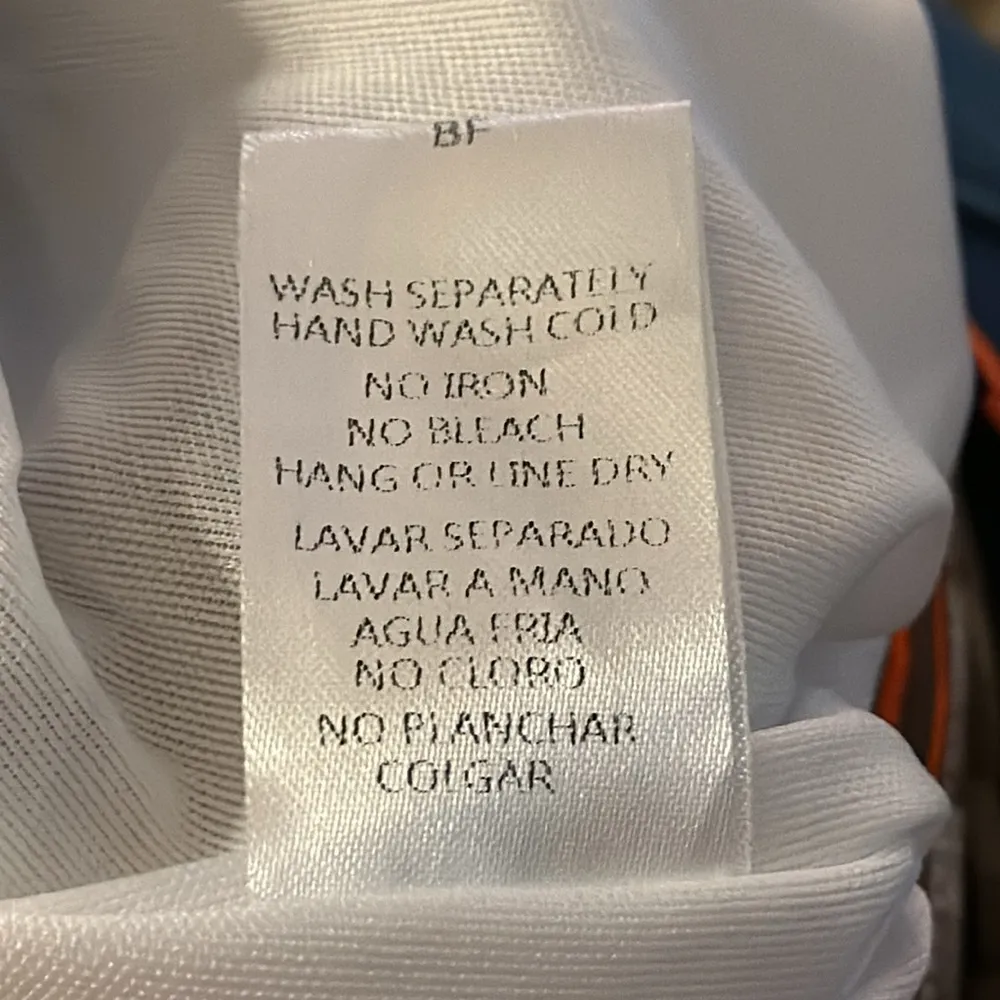 BF
WASH SEPARATELY
HAND WASH COLD
NO IRON
NO BLEACH
HANG OR LINE DRY
LAVAR SEPARADO
LAVAR A MANO
AGUA FRIA
NO CLORO
NO PLANCHAR
COLGAR